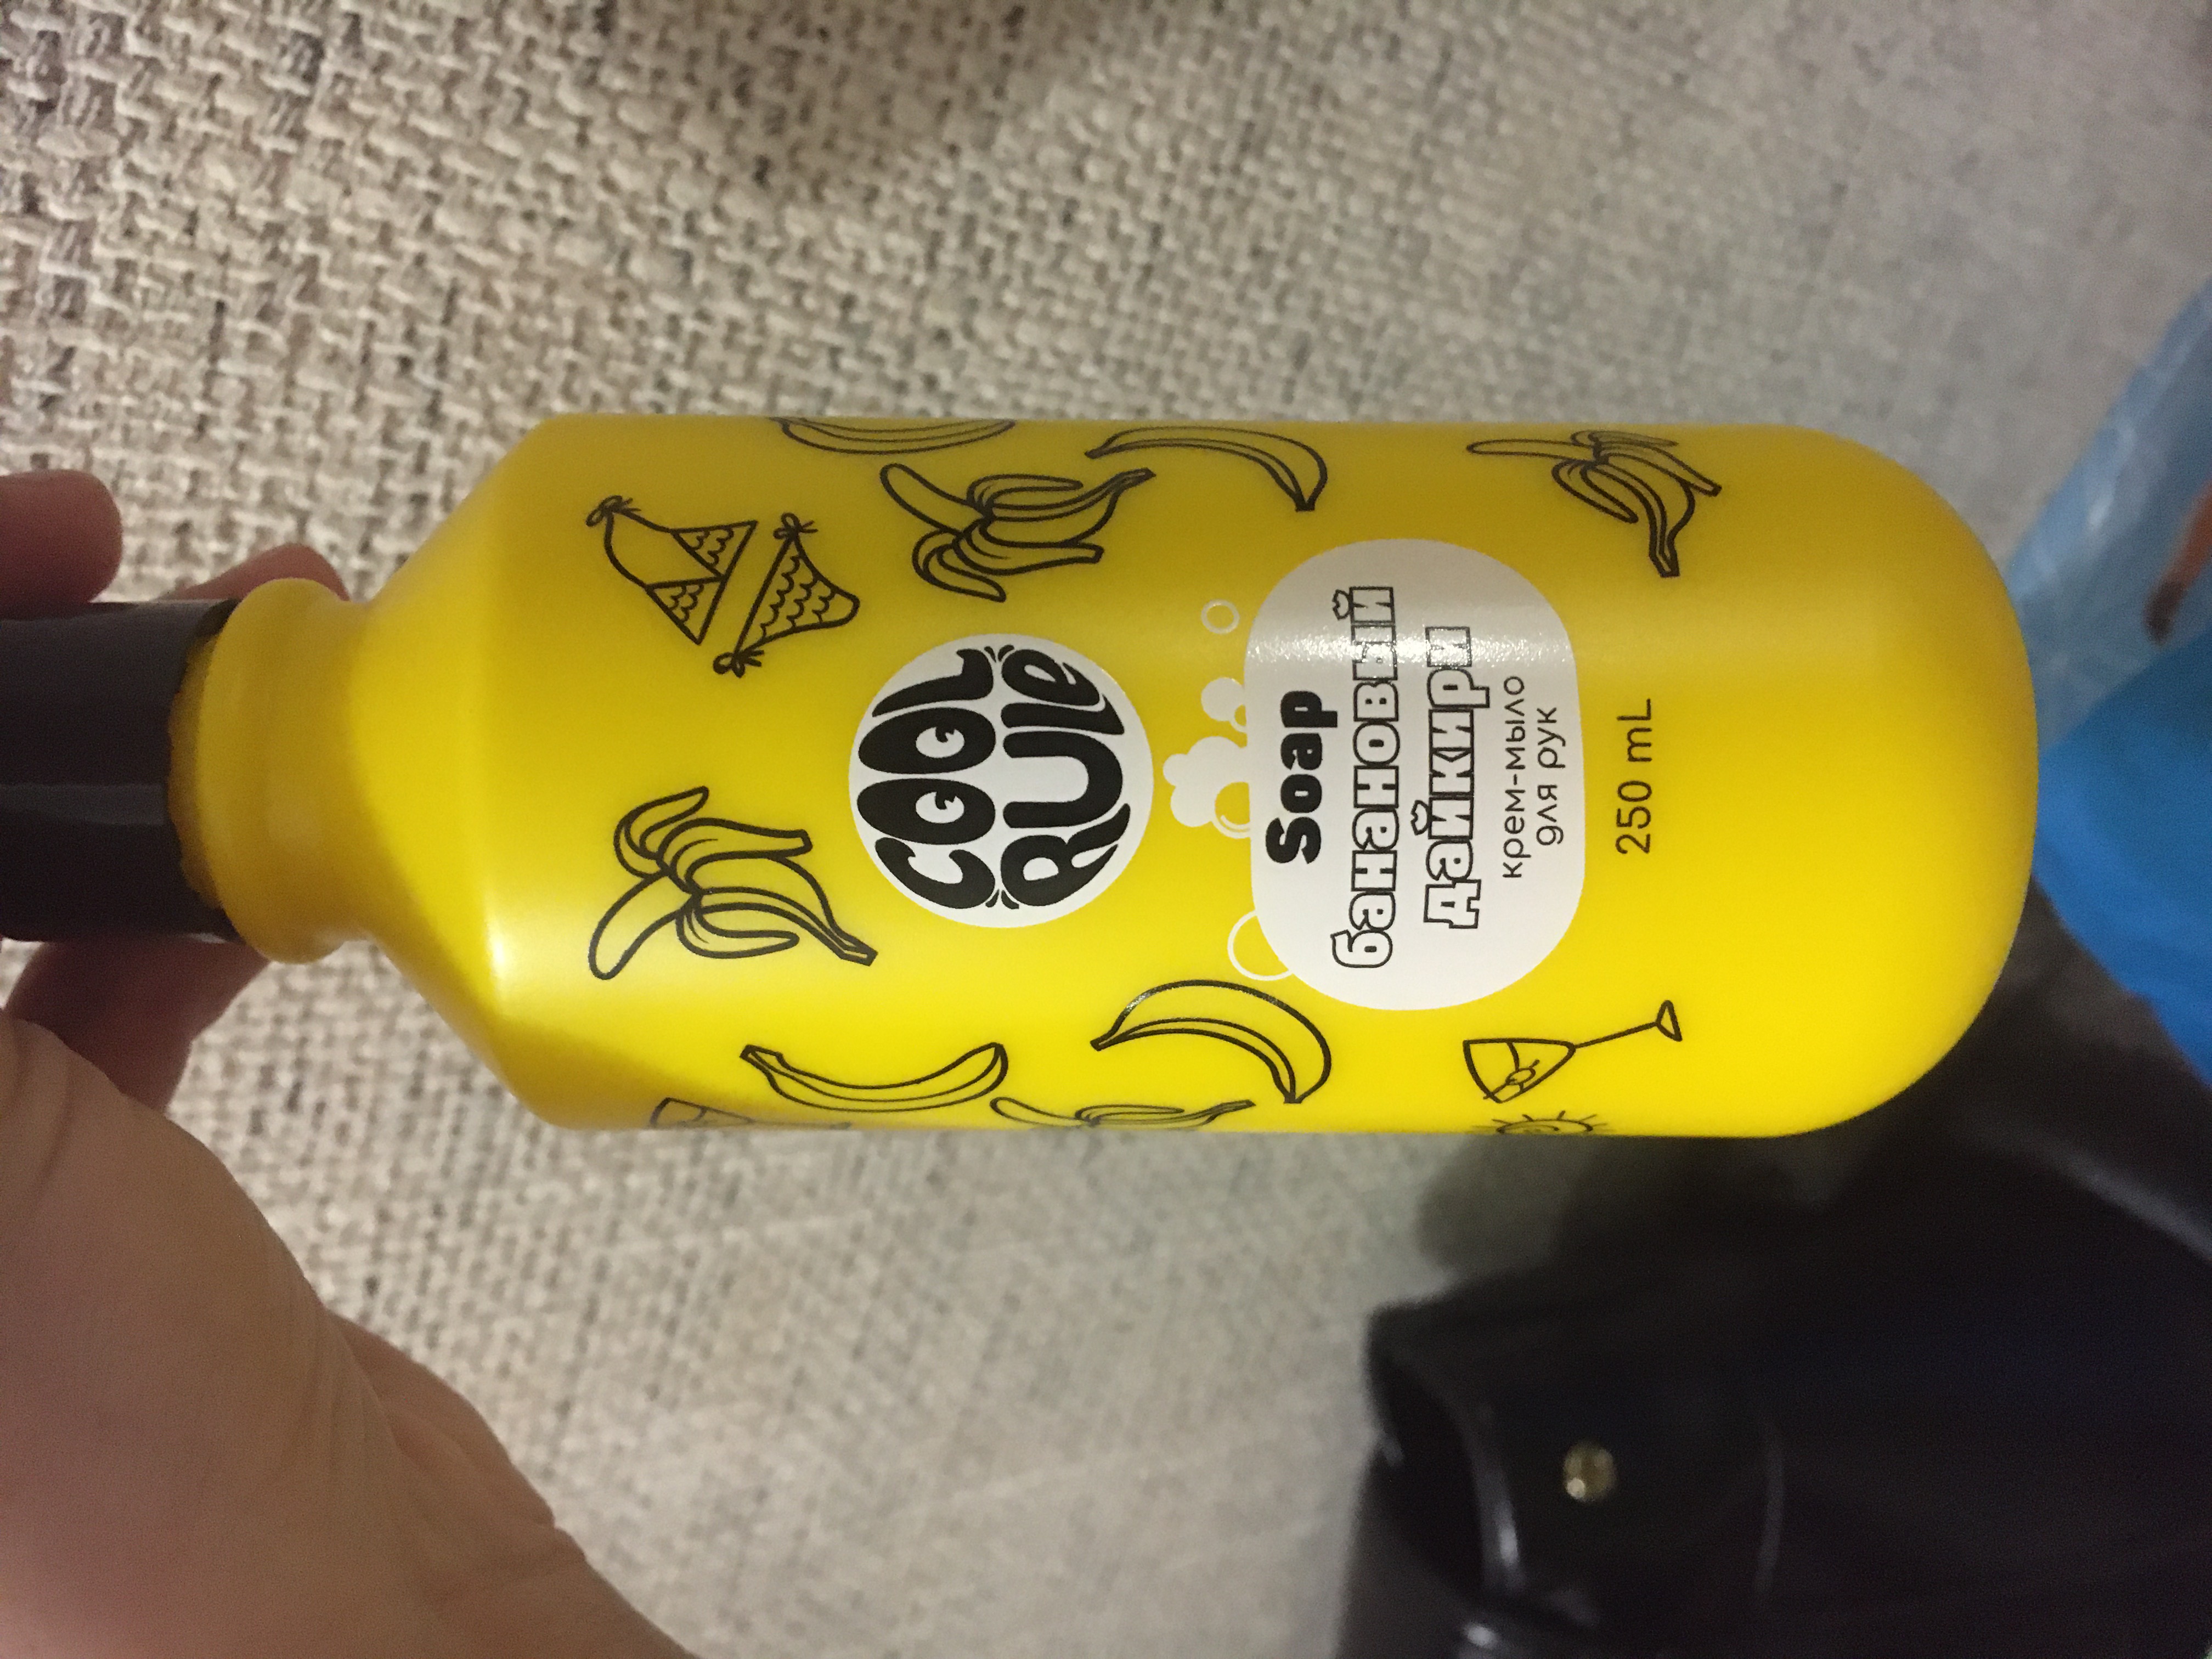 COOL
RULE
Soap
банановый
дайкири
крем-мыло
для рук
250 mL